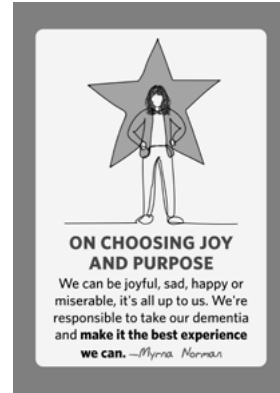 ON CHOOSING JOY
AND PURPOSE
We can be joyful, sad, happy or
miserable, it's all up to us. We're
responsible to take our dementia
and make it the best experience
we can. —Myrna Norman